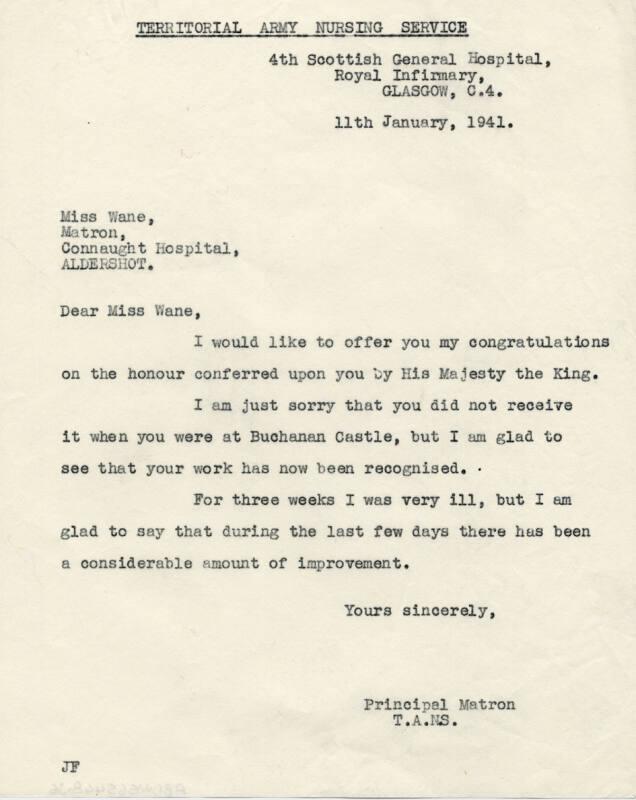 TERRITORIAL ARMY NURSING SERVICE
4th Scottish General Hospital,
Royal Infirmary,
GLASGOW, C.4.
11th January, 1941.
Miss Wane,
Matron,
Connaught Hospital,
ALDERSHOT.
Dear Miss Wane,
I would like to offer you my congratulations
on the honour conferred upon you by His Majesty the King.
I am just sorry that you did not receive
it when you were at Buchanan Castle, but I am glad to
see that your work has now been recognised.
For three weeks I was very ill, but I am
glad to say that during the last few days there has been
a considerable amount of improvement.
Yours sincerely,
Principal Matron
T.A.N.S.
JF